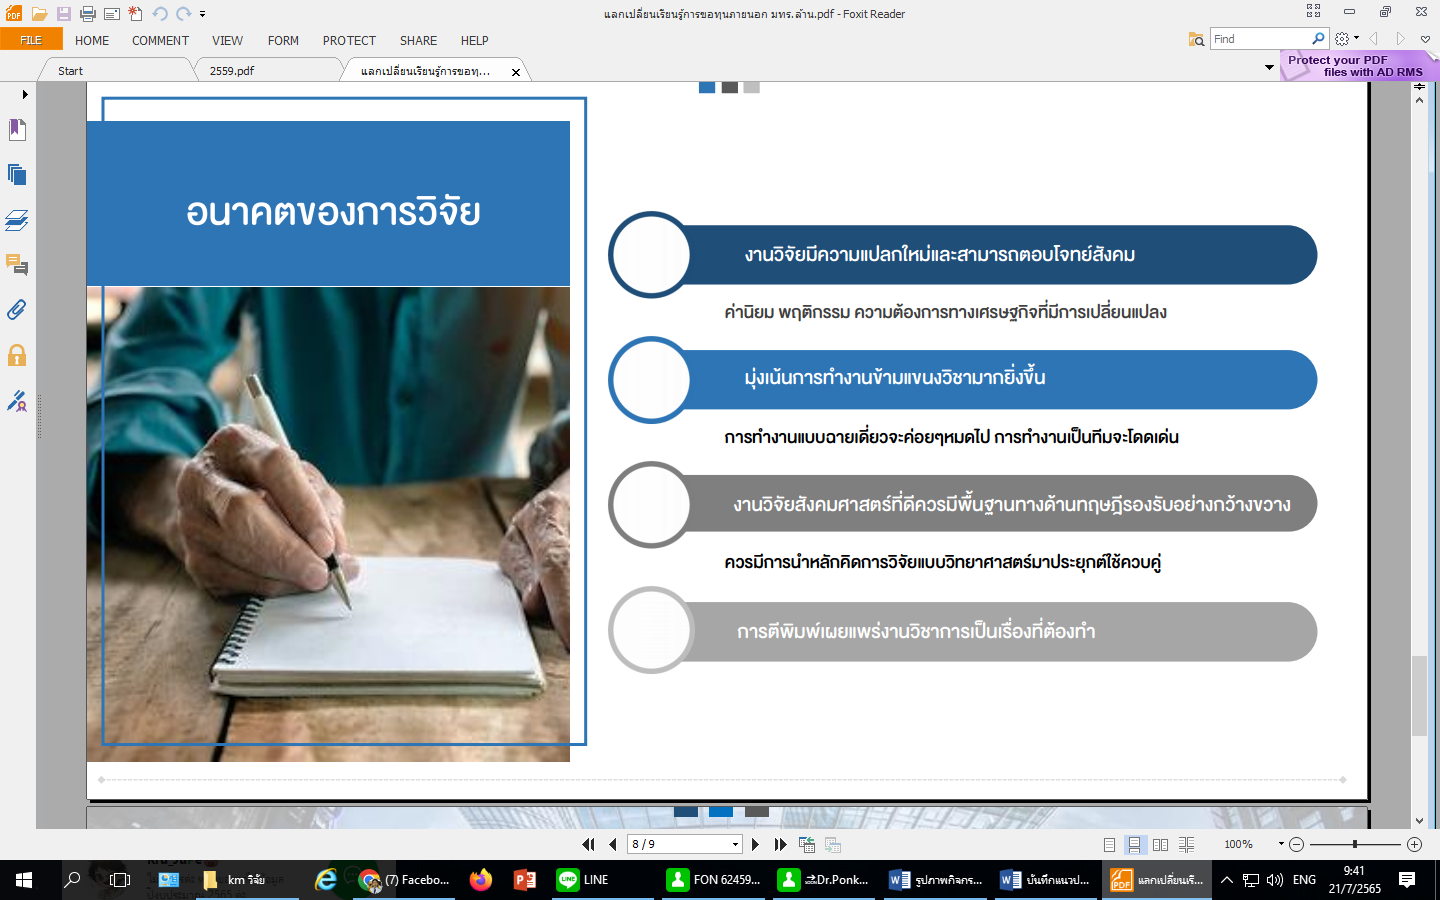 แลกเปลี่ยนเรียนรู้การขอทุนภายนอก มทร.ล้าน.pdf - Foxit Reader
FILE HOME COMMENT VIEW FORM PROTECT SHARE HELP
Find
Start
2559.pdf
แลกเปลี่ยนเรียนรู้การขอทุ...
Protect your PDF
files with AD RMS
อนาคตของการวิจัย
งานวิจัยมีความแปลกใหม่และสามารถตอบโจทย์สังคม
ค่านิยม พฤติกรรม ความต้องการทางเศรษฐกิจที่มีการเปลี่ยนแปลง
มุ่งเน้นการทำงานข้ามแขนงวิชามากยิ่งขึ้น
การทำงานแบบฉายเดี่ยวจะค่อยๆหมดไป การทำงานเป็นทีมจะโดดเด่น
งานวิจัยสังคมศาสตร์ที่ดีควรมีพื้นฐานทางด้านทฤษฎีรองรับอย่างกว้างขวาง
ควรมีการนำหลักคิดการวิจัยแบบวิทยาศาสตร์มาประยุกต์ใช้ควบคู่
การตีพิมพ์เผยแพร่งานวิชาการเป็นเรื่องที่ต้องทำ
8 / 9
100%
km วิจัย
(7) Facebo...
LINE
FON 62459...
Dr.Ponk...
รูปภาพกิจกร...
บันทึกแนวป...
แลกเปลี่ยนเรี...
ENG
9:41
21/7/2565